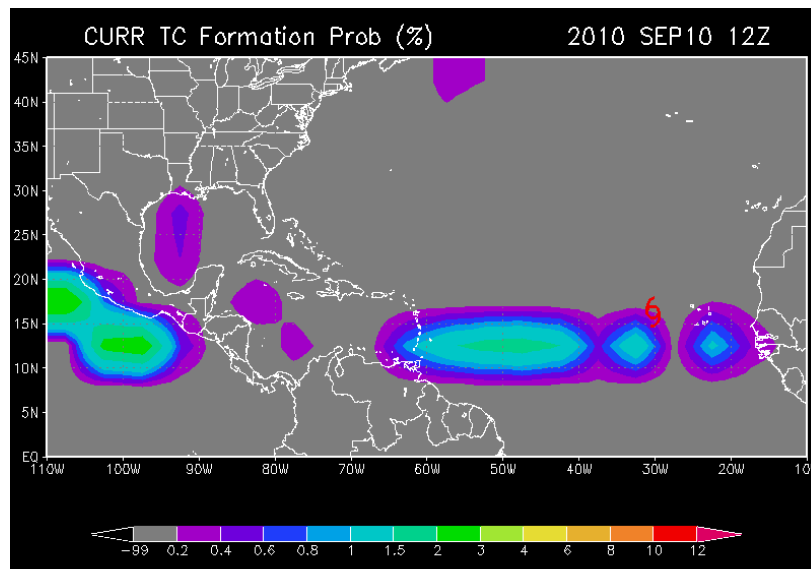 CURR TC Formation Prob (%) 2010 SEP10 12Z
45N
40N
35N
30N
25N
20N
15N
10N
5N
EQ
110W 100W 90W 80W 70W 60W 50W 40W 30W 20W 10
-99 0.2 0.4 0.6 0.8 1 1.5 2 3 4 6 8 10 12